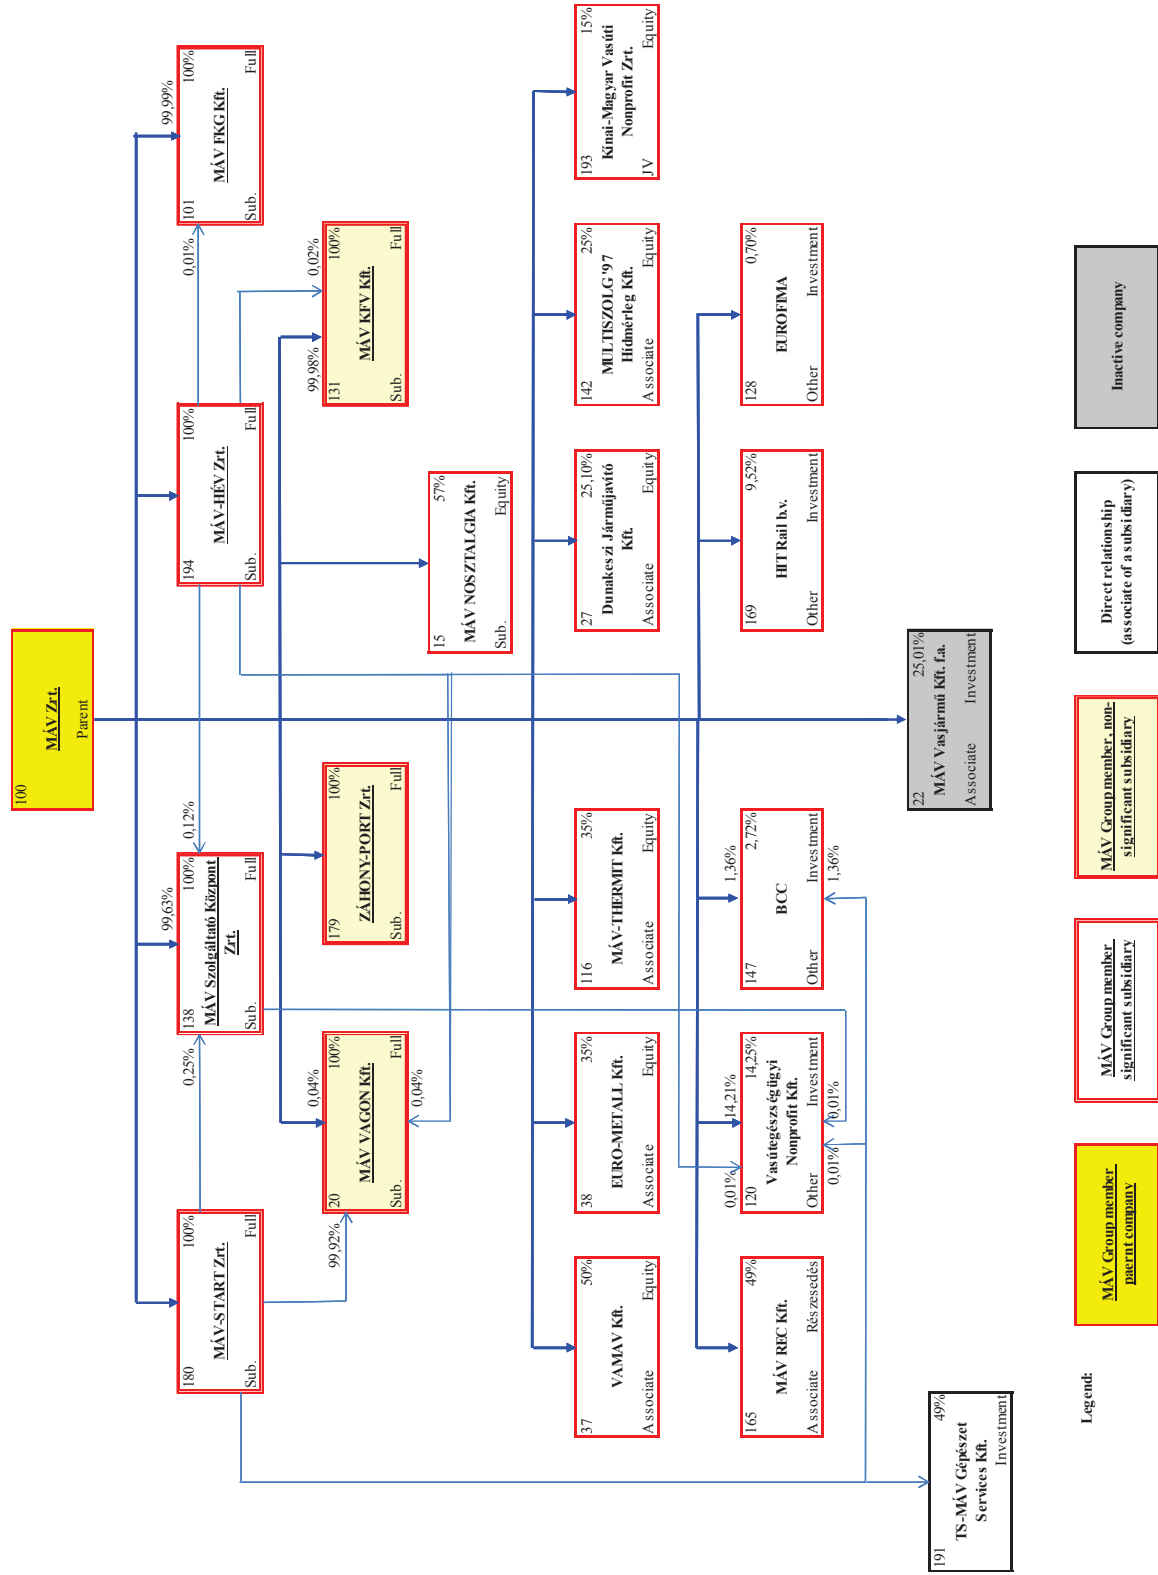 100
MÁV Zrt.
Parent
99,63%
99,99%
180
100%
MÁV-START Zrt.
Sub.
Full
0,25%
138
100%
MÁV Szolgáltató Központ
Zrt.
Sub.
Full
0,12%
194
100%
MÁV-HÉV Zrt.
Sub.
Full
0,01%
101
100%
MÁV FKG Kft.
Sub.
Full
99,92%
0,04%
20
100%
MÁV VAGON Kft.
Sub.
Full
0,04%
179
100%
ZÁHONY-PORT Zrt.
Sub.
Full
99,98%
0,02%
131
100%
MÁV KFV Kft.
Sub.
Full
15
57%
MÁV NOSZTALGIA Kft.
Sub.
Equity
37
50%
VAMAV Kft.
Associate
Equity
38
35%
EURO-METALL Kft.
Associate
Equity
116
35%
MÁV-THERMIT Kft.
Associate
Equity
27
25,10%
Dunakeszi Járműjavító
Kft.
Associate
Equity
142
25%
MULTISZOLG '97
Hídmérleg Kft.
Associate
Equity
193
15%
Kínai-Magyar Vasúti
Nonprofit Zrt.
JV
Equity
165
49%
MÁV REC Kft.
Associate
Részesedés
0,01%
14,21%
120
14,25%
Vasútegészségügyi
Nonprofit Kft.
Other
Investment
0,01%
0,01%
1,36%
147
2,72%
BCC
Other
Investment
1,36%
169
9,52%
HIT Rail b.v.
Other
Investment
128
0,70%
EUROFIMA
Other
Investment
191
49%
TS-MÁV Gépészet
Services Kft.
Investment
22
25,01%
MÁV Vasjármű Kft. f.a.
Associate
Investment
Legend:
MÁV Group member
paernt company
MÁV Group member
significant subsidiary
MÁV Group member, non-
significant subsidiary
Direct relationship
(associate of a subsidiary)
Inactive company